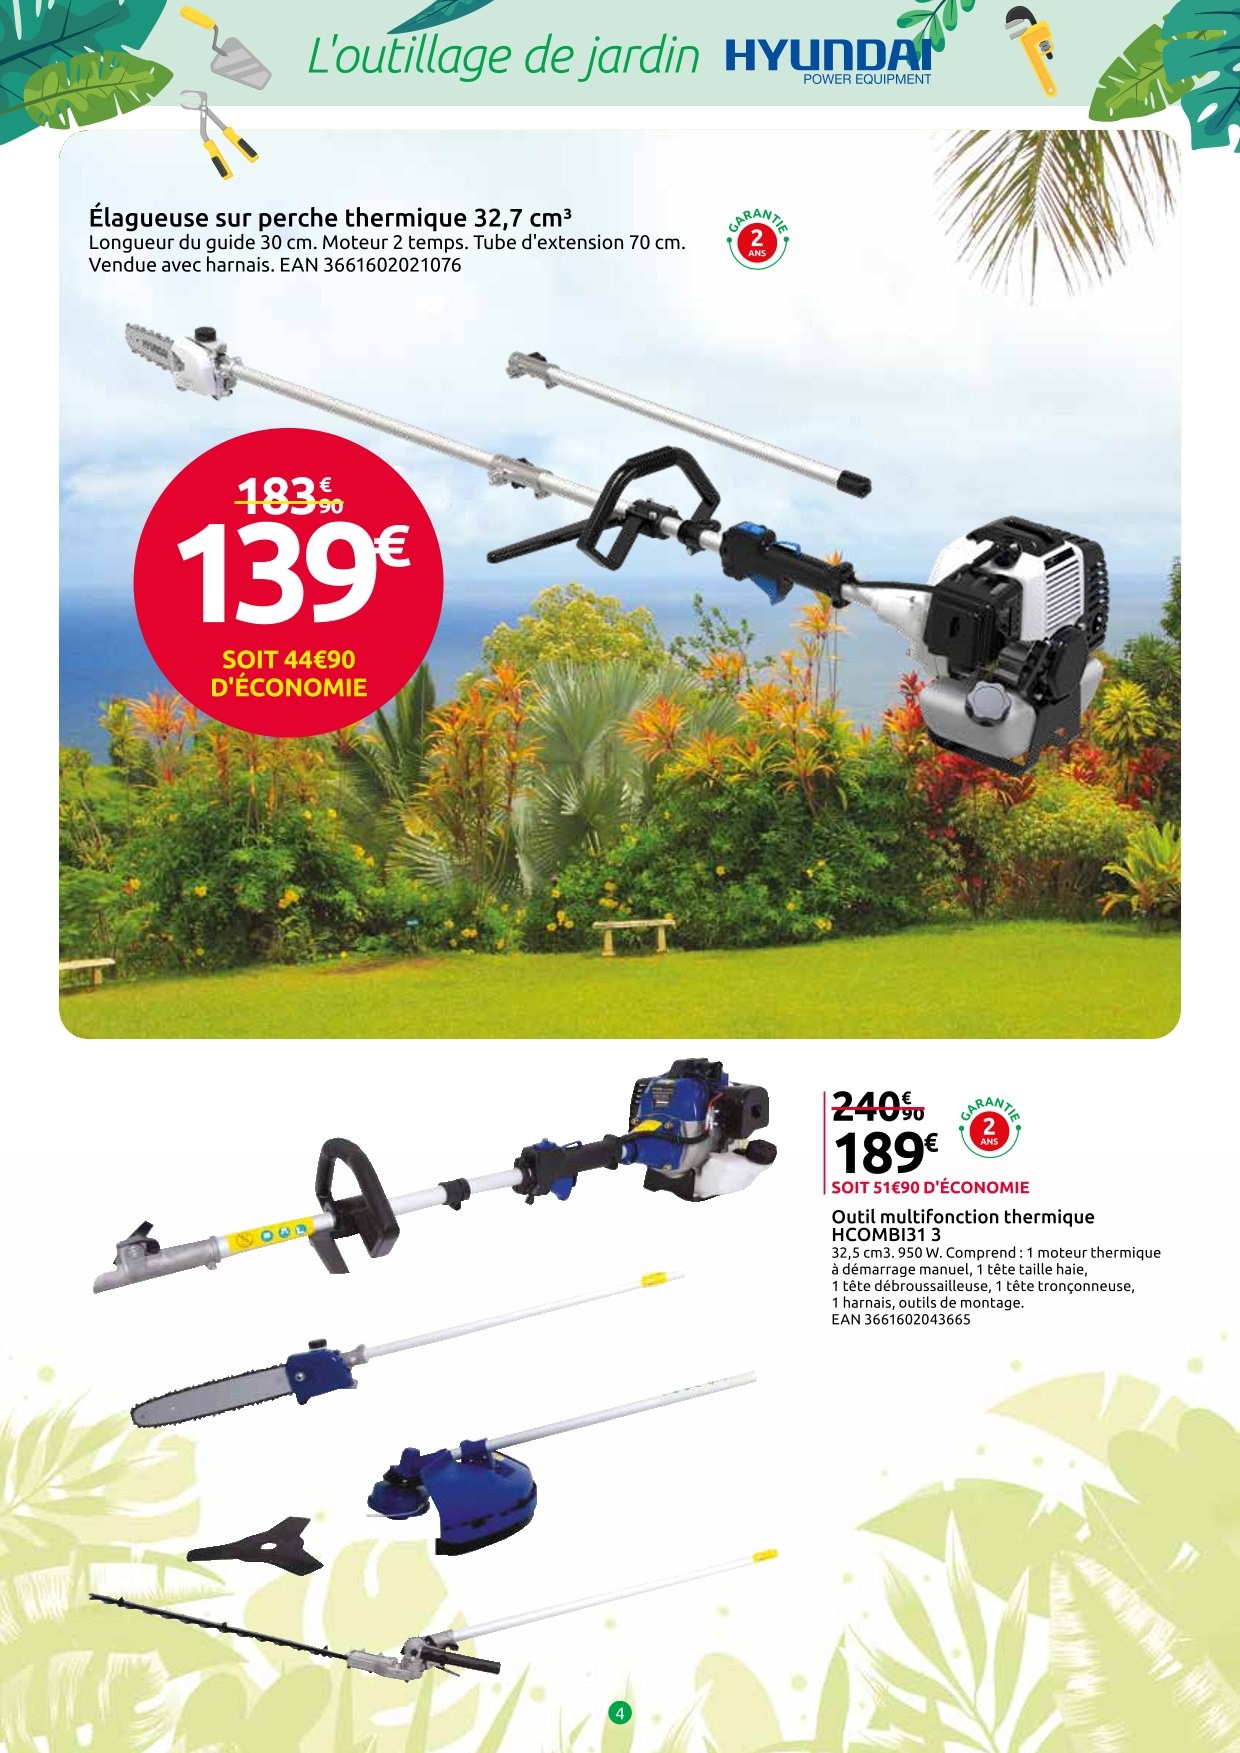 L'outillage de jardin HYUNDAI
POWER EQUIPMENT
Élagueuse sur perche thermique 32,7 cm³
Longueur du guide 30 cm. Moteur 2 temps. Tube d'extension 70 cm.
Vendue avec harnais. EAN 3661602021076
GARANTIE
2
ANS
HYUNDAI
183€90
139€
SOIT 44€90
D'ÉCONOMIE
240€90
189€
GARANTIE
2
ANS
SOIT 51€90 D'ÉCONOMIE
Outil multifonction thermique
HCOMBI31 3
32,5 cm3. 950 W. Comprend : 1 moteur thermique
à démarrage manuel, 1 tête taille haie,
1 tête débroussailleuse, 1 tête tronçonneuse,
1 harnais, outils de montage.
EAN 3661602043665
4